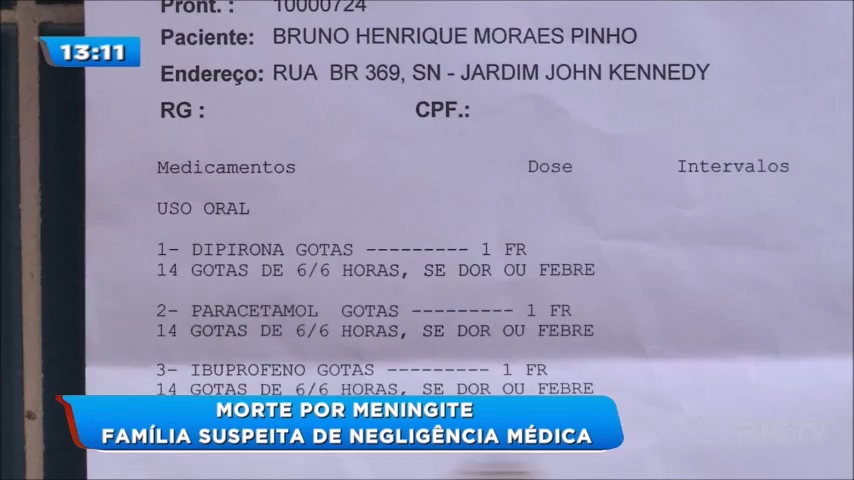 Pront. : 10000724
13:11
Paciente: BRUNO HENRIQUE MORAES PINHO
Endereço: RUA BR 369, SN - JARDIM JOHN KENNEDY
RG : CPF.:
Medicamentos Dose Intervalos
USO ORAL
1- DIPIRONA GOTAS --------- 1 FR
14 GOTAS DE 6/6 HORAS, SE DOR OU FEBRE
2- PARACETAMOL GOTAS --------- 1 FR
14 GOTAS DE 6/6 HORAS, SE DOR OU FEBRE
3- IBUPROFENO GOTAS --------- 1 FR
14 GOTAS DE 6/6 HORAS, SE DOR OU FEBRE
MORTE POR MENINGITE
FAMÍLIA SUSPEITA DE NEGLIGÊNCIA MÉDICA